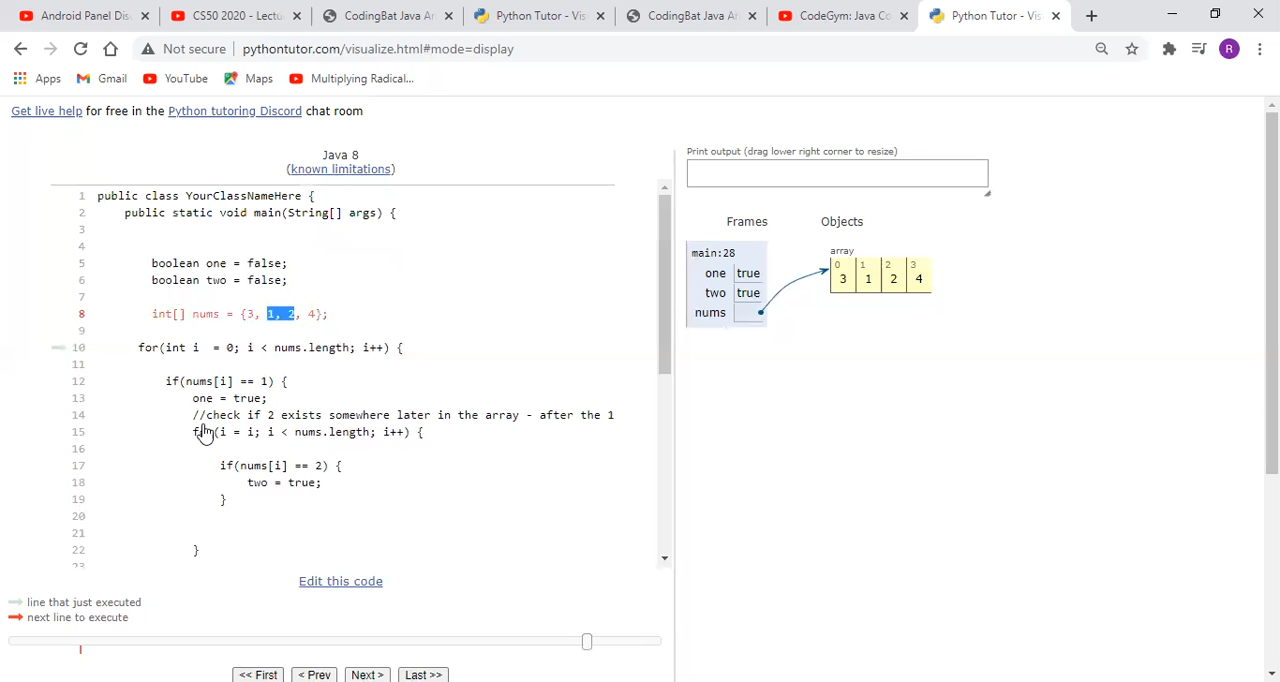 Android Panel Dis
CS50 2020 - Lectu
CodingBat Java Ar
Python Tutor - Vis
CodingBat Java Ar
CodeGym: Java Co
Python Tutor - Vis
Not secure pythontutor.com/visualize.html#mode=display
R
Apps Gmail YouTube Maps Multiplying Radical...
Get live help for free in the Python tutoring Discord chat room
Java 8
(known limitations)
1 public class YourClassNameHere {
2 public static void main(String[] args) {
3
4
5 boolean one = false;
6 boolean two = false;
7
8 int[] nums = {3, 1, 2, 4};
9
10 for(int i  = 0; i < nums.length; i++) {
11
12 if(nums[i] == 1) {
13 one = true;
14 //check if 2 exists somewhere later in the array - after the 1
15 for(i = i; i < nums.length; i++) {
16
17 if(nums[i] == 2) {
18 two = true;
19 }
20
21
22 }
23
Edit this code
line that just executed
next line to execute
<< First < Prev Next > Last >>
Print output (drag lower right corner to resize)
Frames Objects
main:28
one true
two true
nums
array
0 1 2 3
3 1 2 4